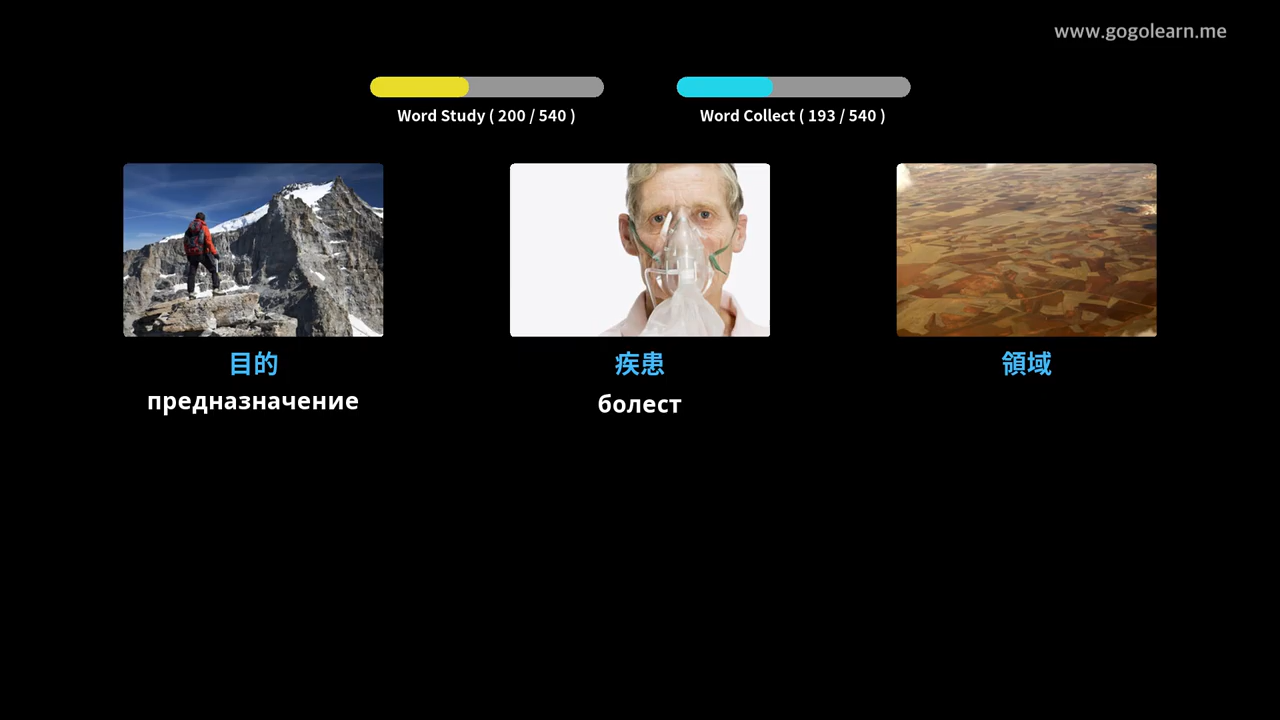 www.gogolearn.me
Word Study ( 200 / 540 )
Word Collect ( 193 / 540 )
目的
疾患
領域
предназначение
болест